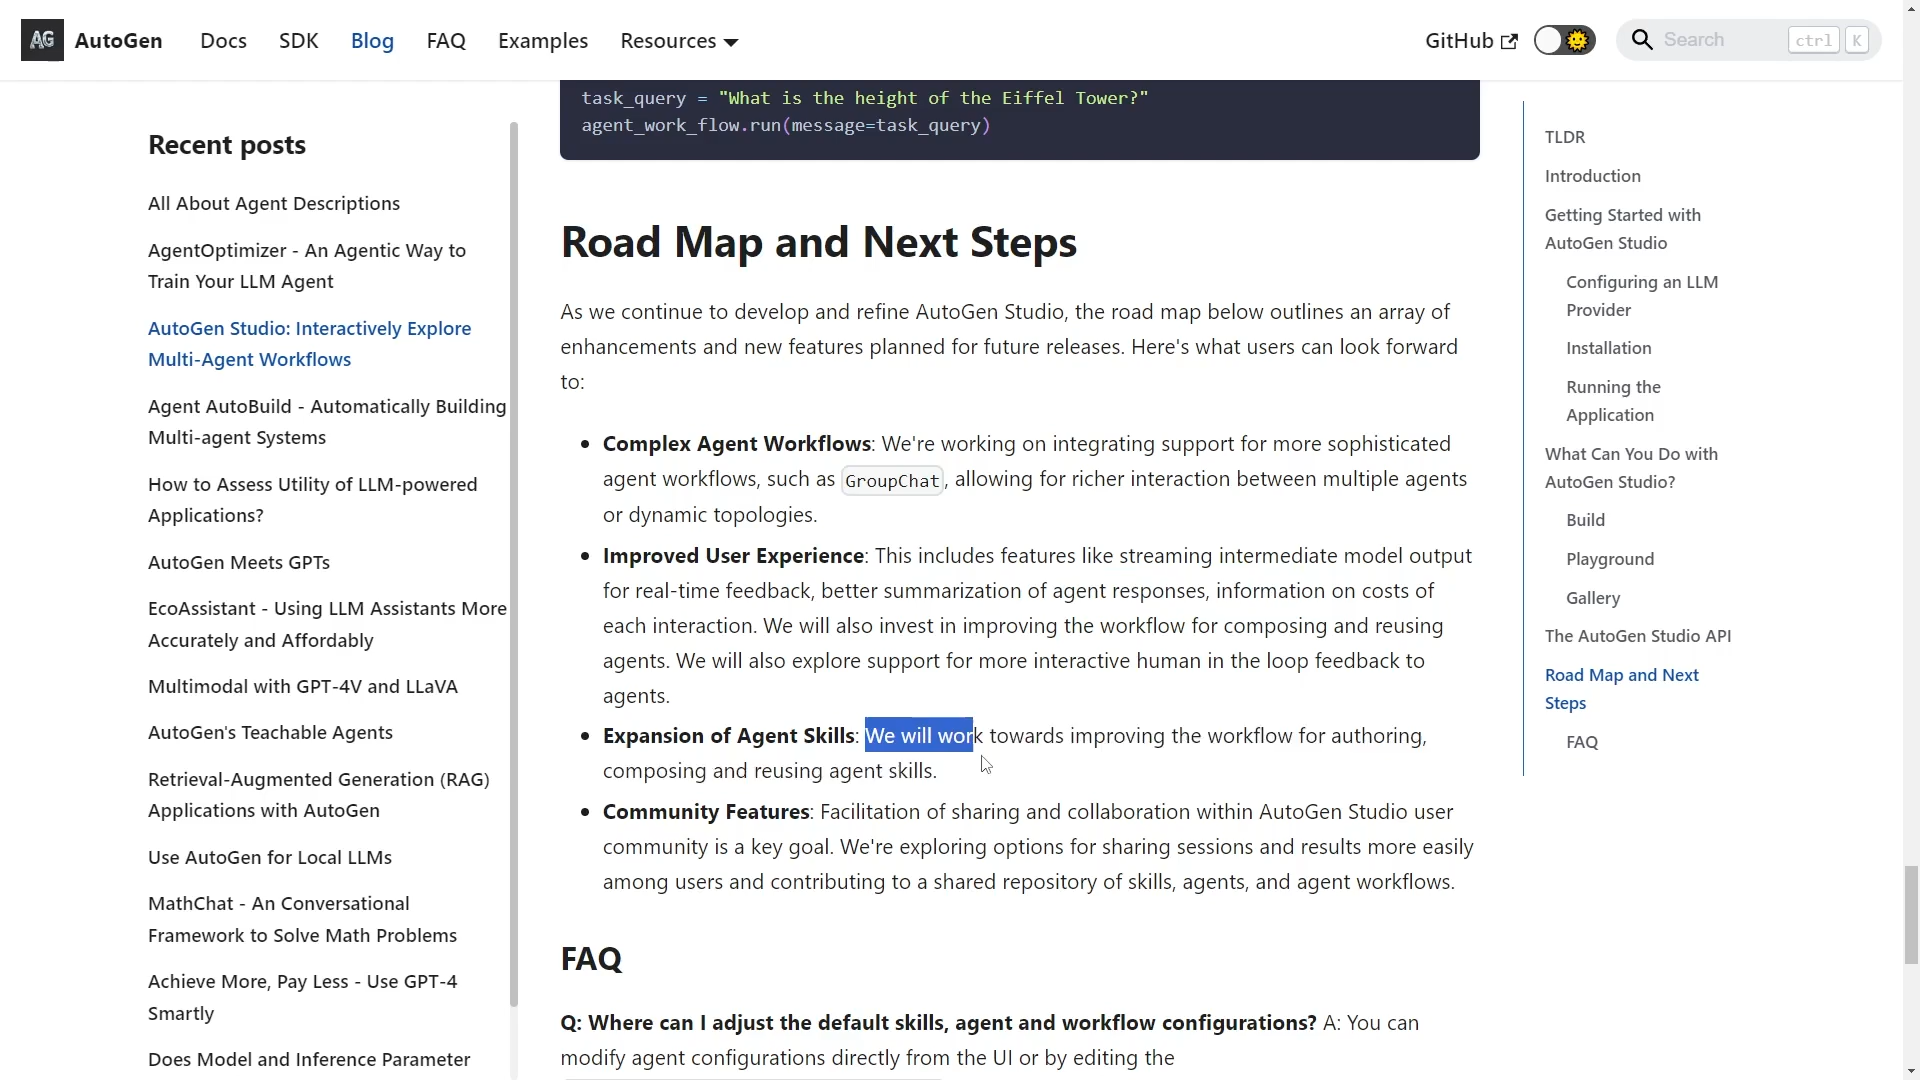 AG AutoGen Docs SDK Blog FAQ Examples Resources GitHub Search ctrl K
Recent posts
All About Agent Descriptions
AgentOptimizer - An Agentic Way to
Train Your LLM Agent
AutoGen Studio: Interactively Explore
Multi-Agent Workflows
Agent AutoBuild - Automatically Building
Multi-agent Systems
How to Assess Utility of LLM-powered
Applications?
AutoGen Meets GPTs
EcoAssistant - Using LLM Assistants More
Accurately and Affordably
Multimodal with GPT-4V and LLaVA
AutoGen's Teachable Agents
Retrieval-Augmented Generation (RAG)
Applications with AutoGen
Use AutoGen for Local LLMs
MathChat - An Conversational
Framework to Solve Math Problems
Achieve More, Pay Less - Use GPT-4
Smartly
Does Model and Inference Parameter
task_query = "What is the height of the Eiffel Tower?"
agent_work_flow.run(message=task_query)
Road Map and Next Steps
As we continue to develop and refine AutoGen Studio, the road map below outlines an array of
enhancements and new features planned for future releases. Here's what users can look forward
to:
• Complex Agent Workflows: We're working on integrating support for more sophisticated
agent workflows, such as GroupChat, allowing for richer interaction between multiple agents
or dynamic topologies.
• Improved User Experience: This includes features like streaming intermediate model output
for real-time feedback, better summarization of agent responses, information on costs of
each interaction. We will also invest in improving the workflow for composing and reusing
agents. We will also explore support for more interactive human in the loop feedback to
agents.
• Expansion of Agent Skills: We will work towards improving the workflow for authoring,
composing and reusing agent skills.
• Community Features: Facilitation of sharing and collaboration within AutoGen Studio user
community is a key goal. We're exploring options for sharing sessions and results more easily
among users and contributing to a shared repository of skills, agents, and agent workflows.
FAQ
Q: Where can I adjust the default skills, agent and workflow configurations? A: You can
modify agent configurations directly from the UI or by editing the
TLDR
Introduction
Getting Started with
AutoGen Studio
Configuring an LLM
Provider
Installation
Running the
Application
What Can You Do with
AutoGen Studio?
Build
Playground
Gallery
The AutoGen Studio API
Road Map and Next
Steps
FAQ